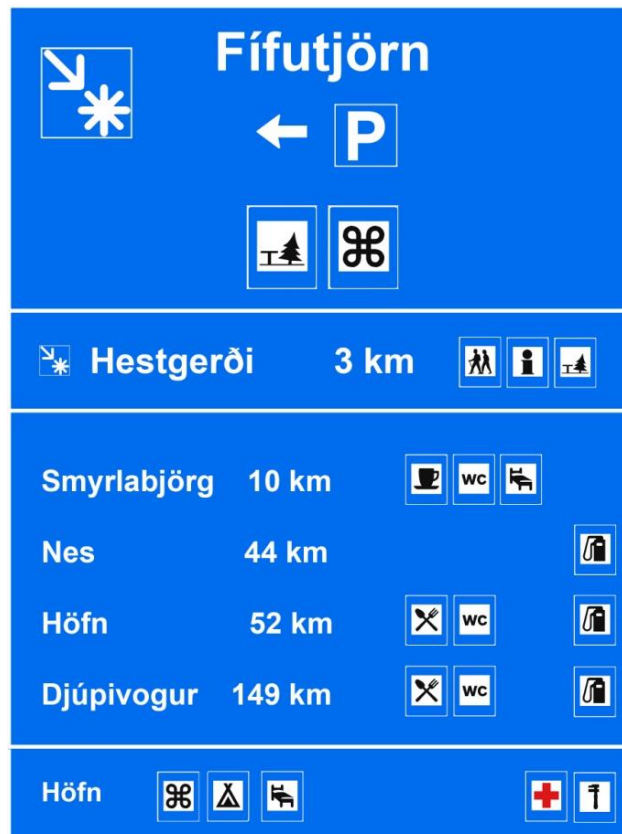 Fífutjörn
P
Hestgerði 3 km i
Smyrlabjörg 10 km WC
Nes 44 km
Höfn 52 km WC
Djúpivogur 149 km WC
Höfn